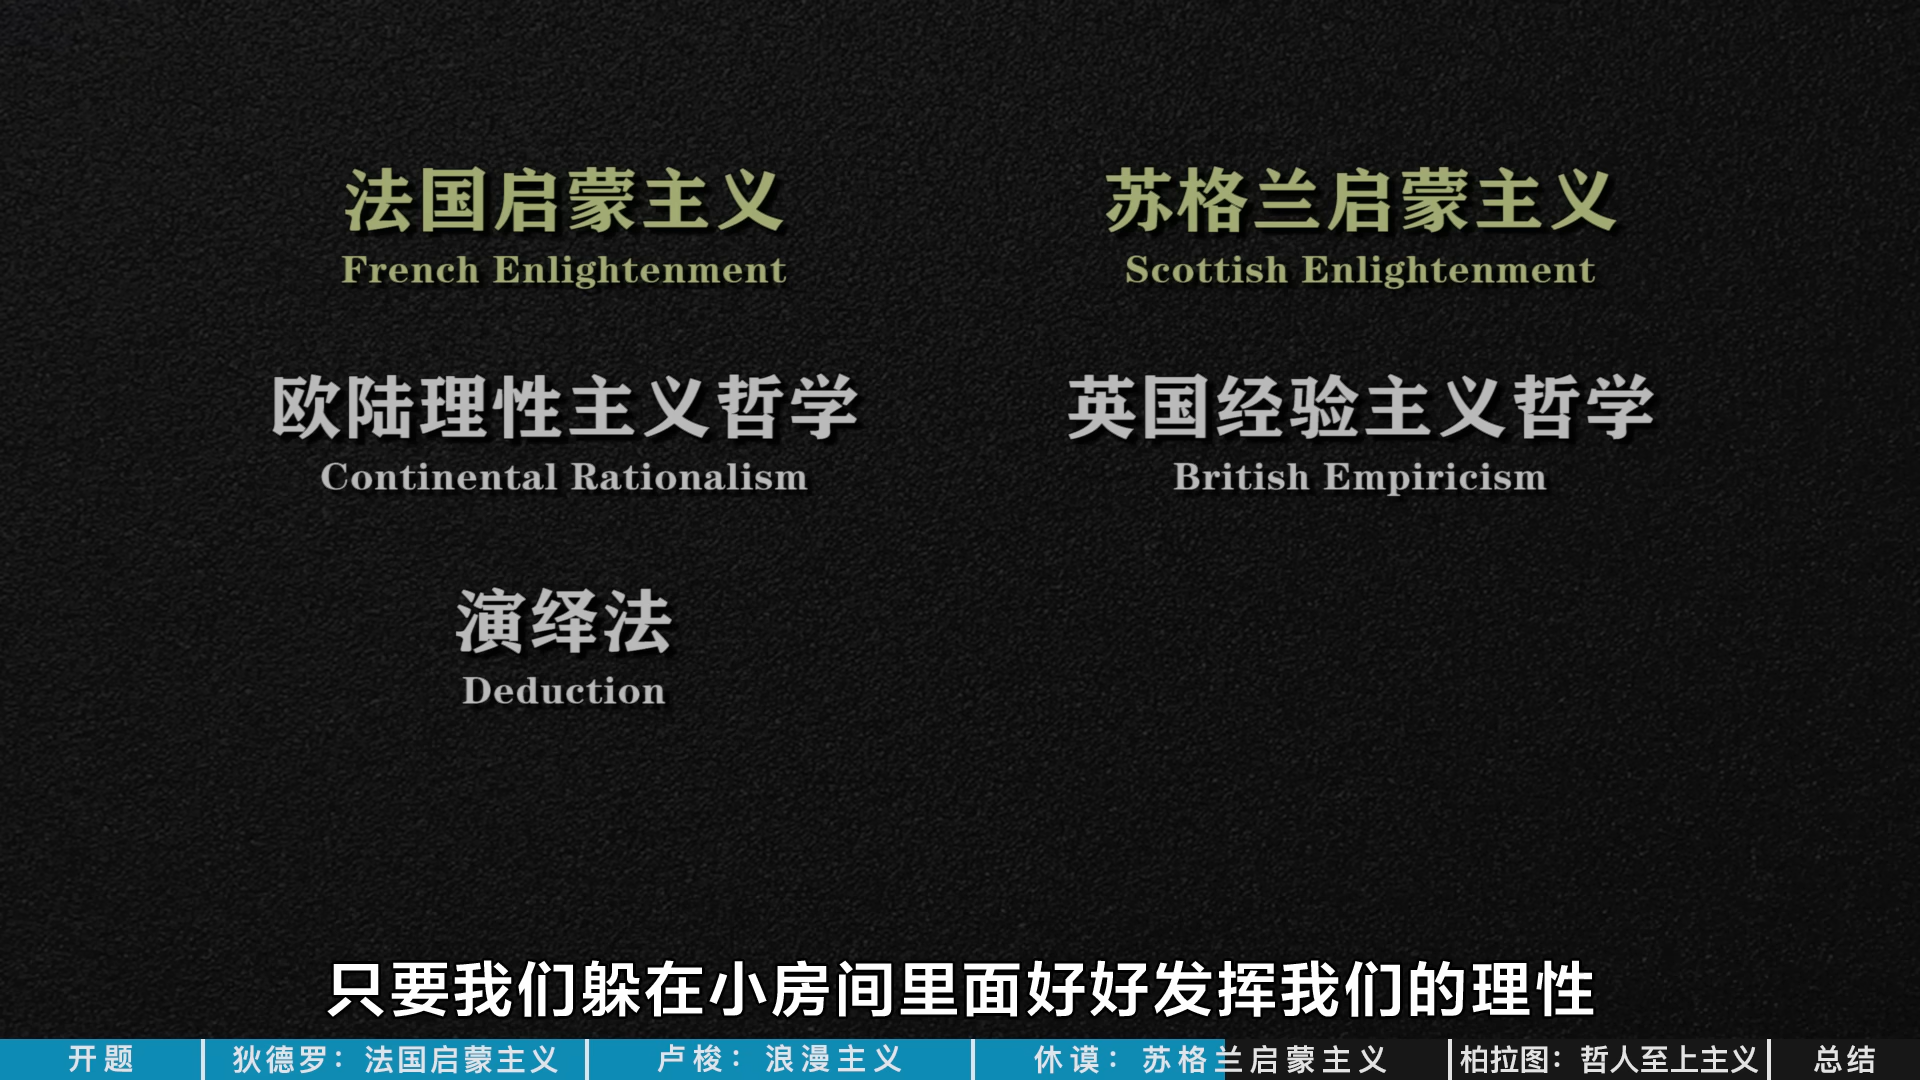 法国启蒙主义
French Enlightenment
苏格兰启蒙主义
Scottish Enlightenment
欧陆理性主义哲学
Continental Rationalism
英国经验主义哲学
British Empiricism
演绎法
Deduction
只要我们躲在小房间里面好好发挥我们的理性
开题
狄德罗：法国启蒙主义
卢梭：浪漫主义
休谟：苏格兰启蒙主义
柏拉图：哲人至上主义
总结